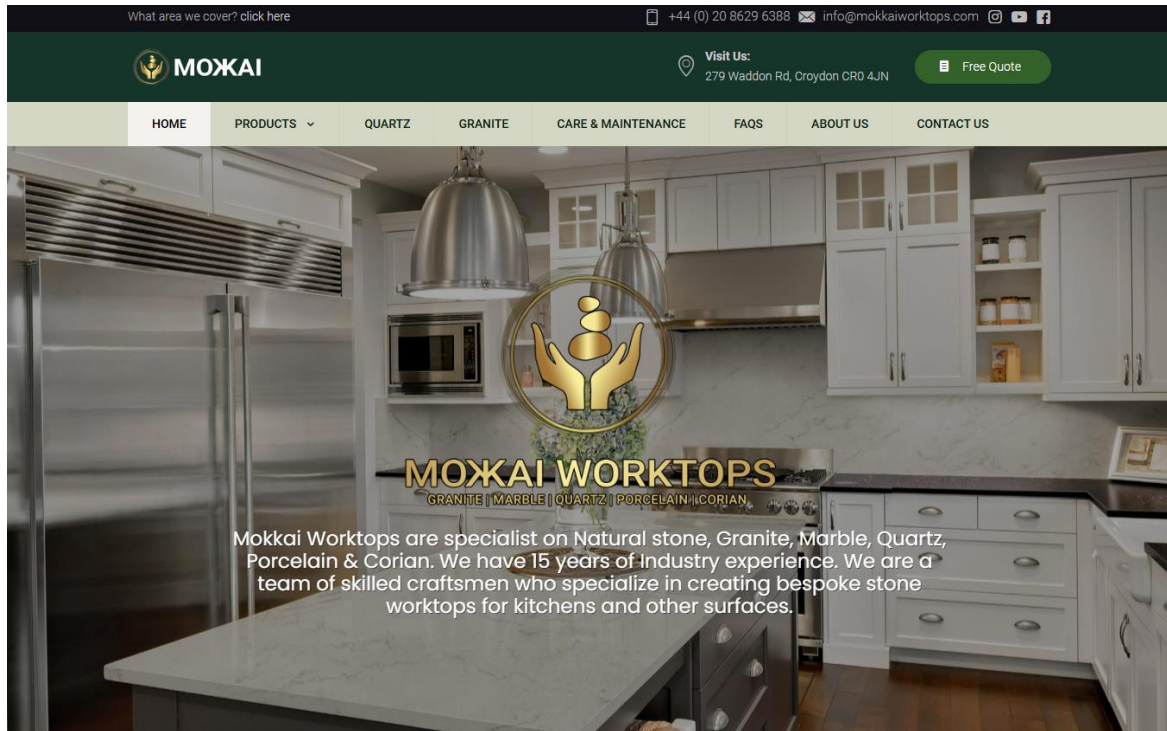 What area we cover? click here
+44 (0) 20 8629 6388
info@mokkaiworktops.com
MOKKAI
Visit Us:
279 Waddon Rd, Croydon CR0 4JN
Free Quote
HOME
PRODUCTS
QUARTZ
GRANITE
CARE & MAINTENANCE
FAQS
ABOUT US
CONTACT US
MOKKAI WORKTOPS
GRANITE | MARBLE | QUARTZ | PORCELAIN | CORIAN
Mokkai Worktops are specialist on Natural stone, Granite, Marble, Quartz,
Porcelain & Corian. We have 15 years of Industry experience. We are a
team of skilled craftsmen who specialize in creating bespoke stone
worktops for kitchens and other surfaces.